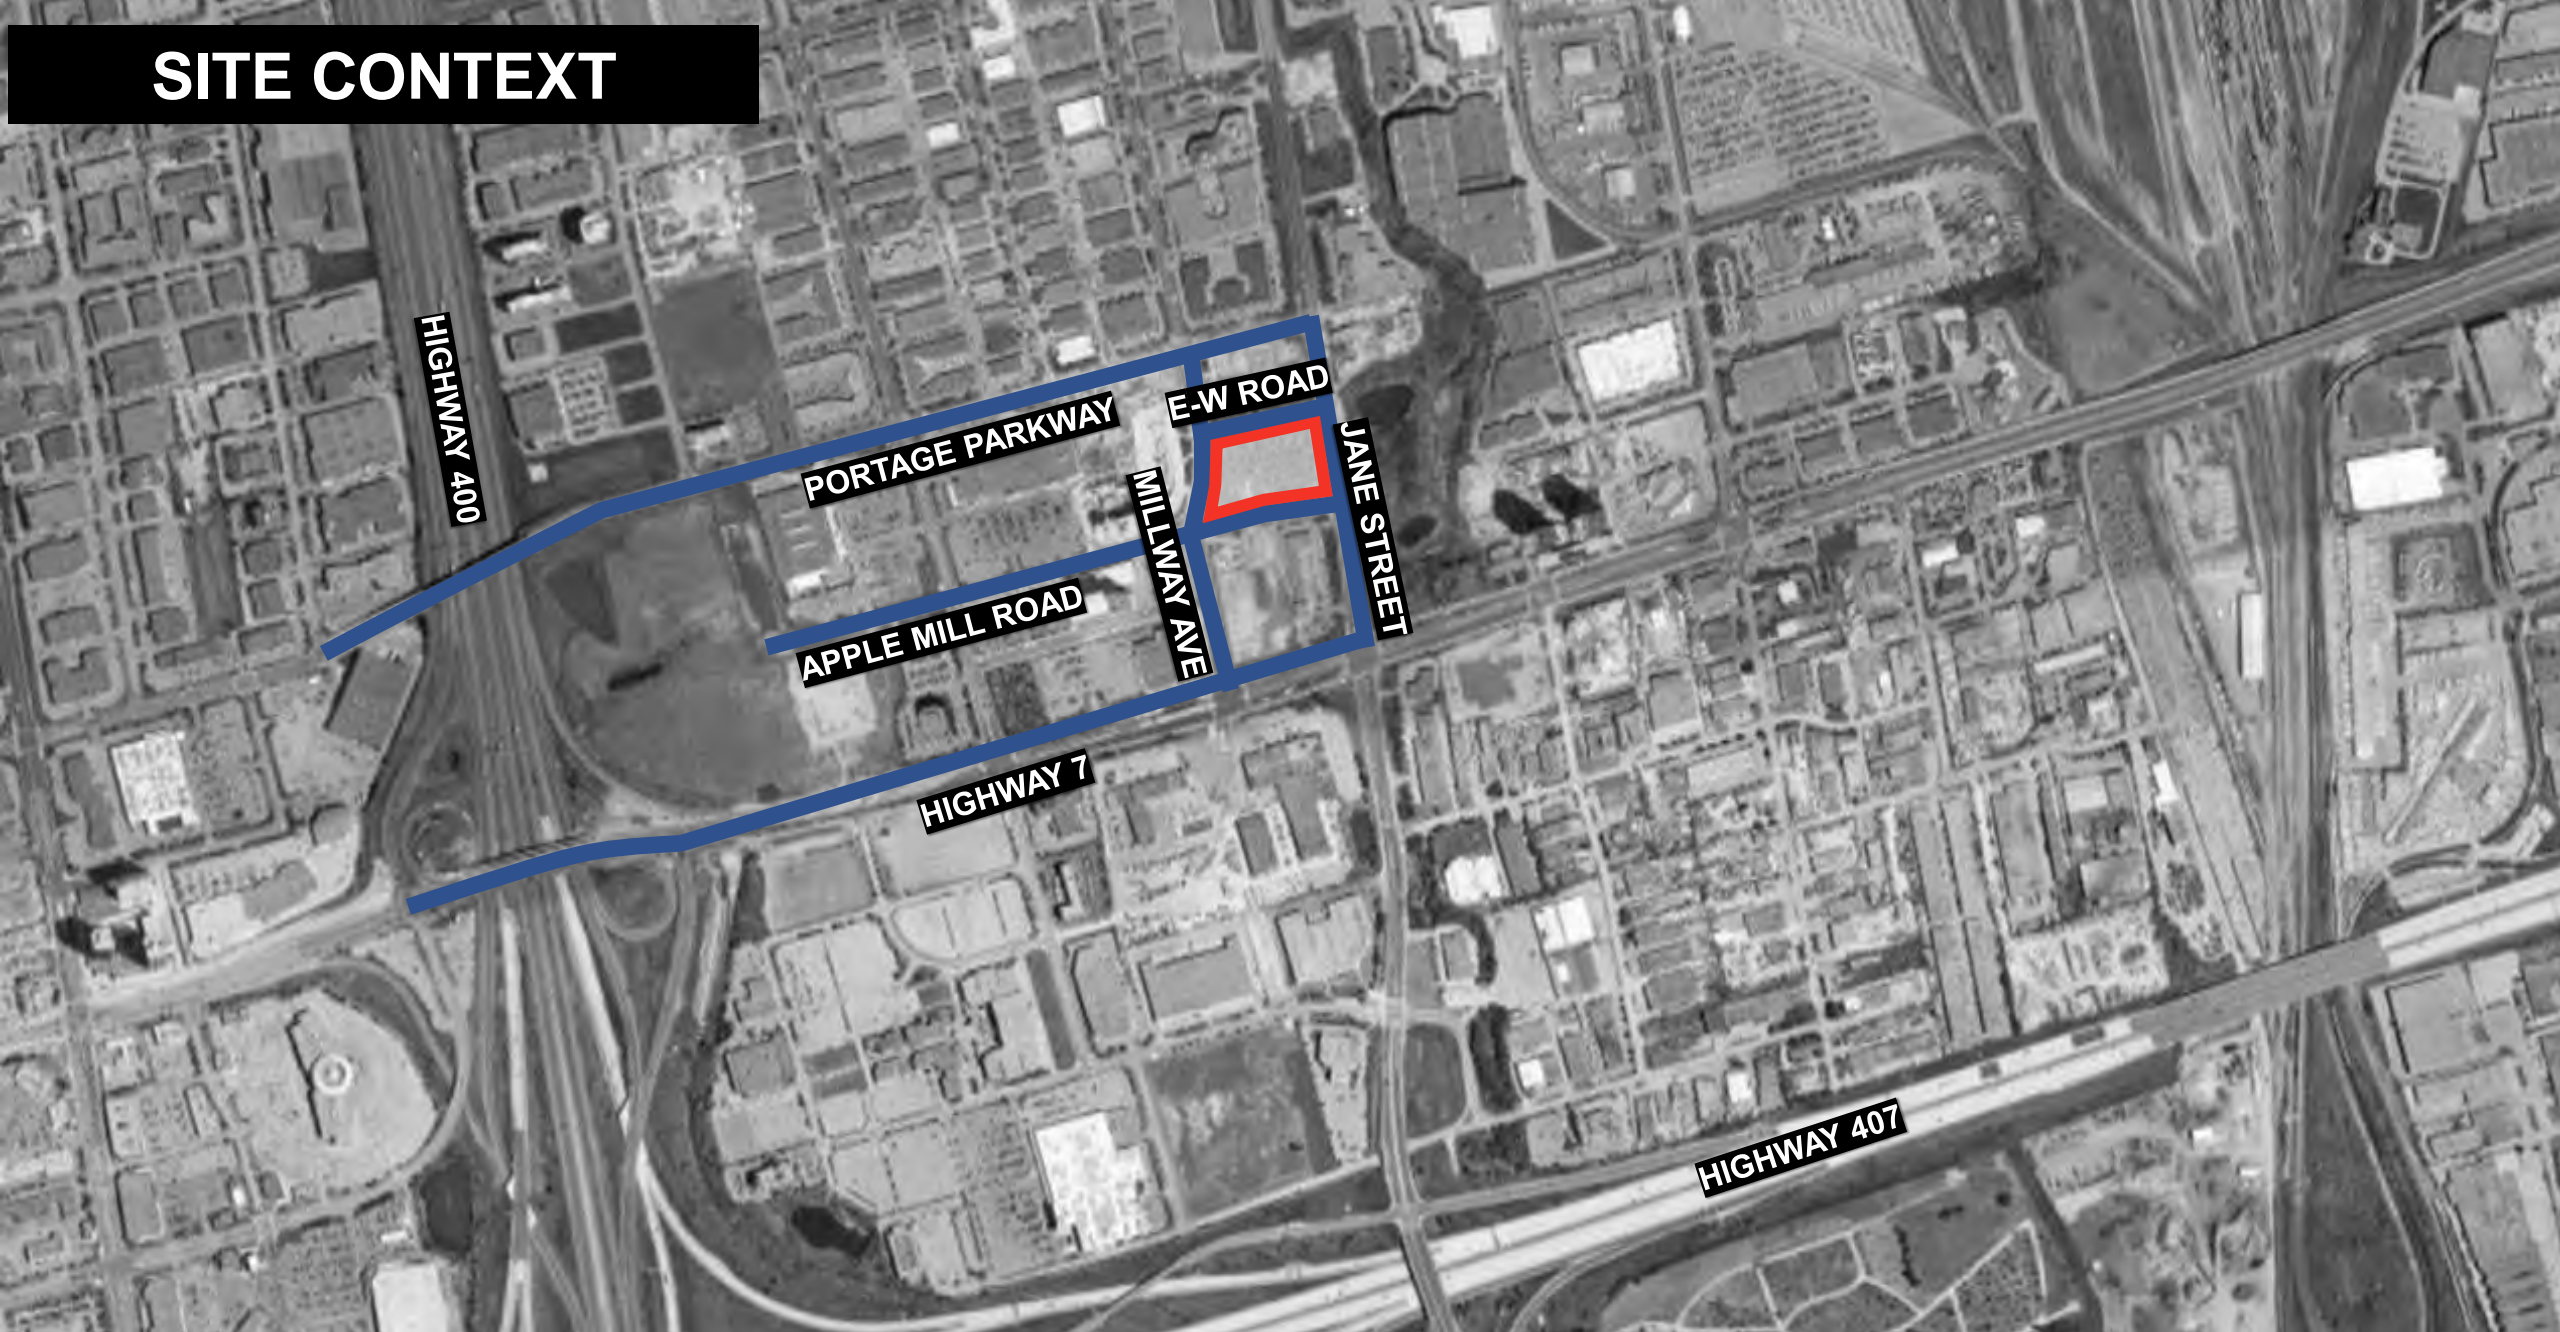 SITE CONTEXT
HIGHWAY 400
E-W ROAD
PORTAGE PARKWAY
JANE STREET
MILLWAY AVE
APPLE MILL ROAD
HIGHWAY 7
HIGHWAY 407